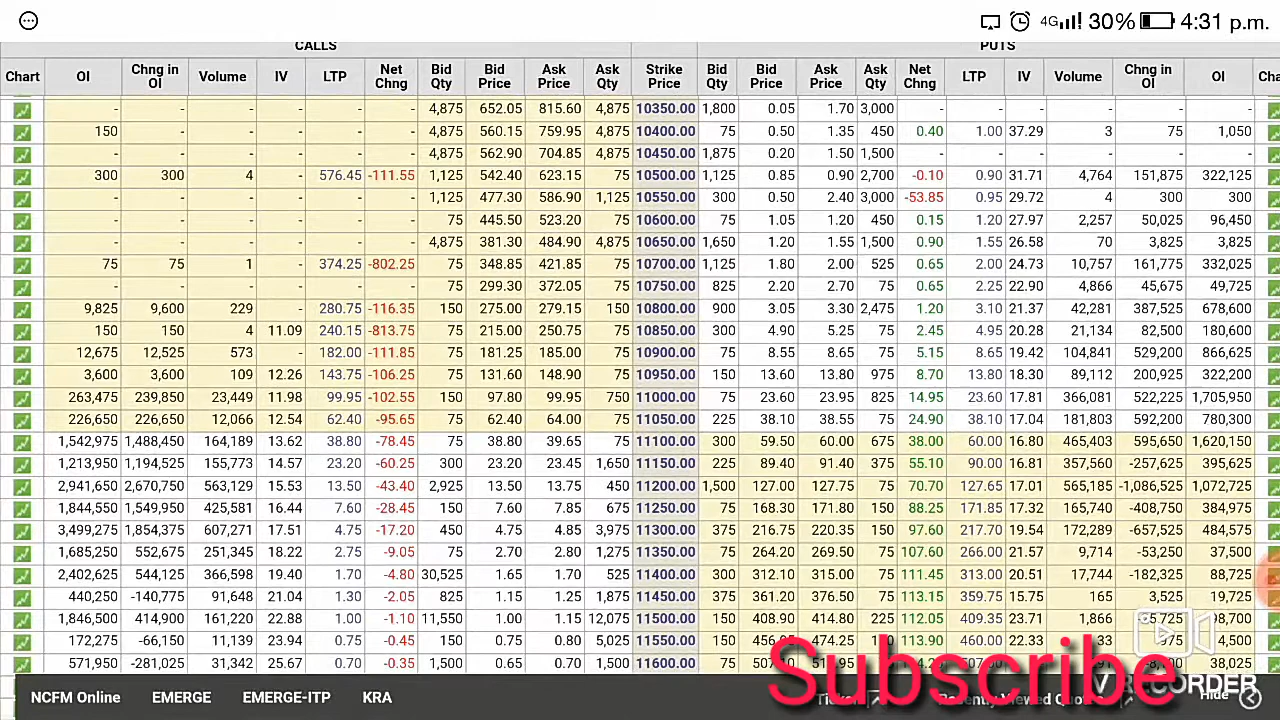 4G 30% 4:31 p.m.
CALLS PUTS
Chart OI Chng in OI Volume IV LTP Net Chng Bid Qty Bid Price Ask Price Ask Qty Strike Price Bid Qty Bid Price Ask Price Ask Qty Net Chng LTP IV Volume Chng in OI OI Cha
- - - - - - 4,875 652.05 815.60 4,875 10350.00 1,800 0.05 1.70 3,000 - - - - - -
150 - - - - - 4,875 560.15 759.95 4,875 10400.00 75 0.50 1.35 450 0.40 1.00 37.29 3 75 1,050
- - - - - - 4,875 562.90 704.85 4,875 10450.00 1,875 0.20 1.50 1,500 - - - - - -
300 300 4 - 576.45 -111.55 1,125 542.40 623.15 75 10500.00 1,125 0.85 0.90 2,700 -0.10 0.90 31.71 4,764 151,875 322,125
- - - - - - 1,125 477.30 586.90 1,125 10550.00 300 0.50 2.40 3,000 -53.85 0.95 29.72 4 300 300
- - - - - - 75 445.50 523.20 75 10600.00 75 1.05 1.20 450 0.15 1.20 27.97 2,257 50,025 96,450
- - - - - - 4,875 381.30 484.90 4,875 10650.00 1,650 1.20 1.55 1,500 0.90 1.55 26.58 70 3,825 3,825
75 75 1 - 374.25 -802.25 75 348.85 421.85 75 10700.00 1,125 1.80 2.00 525 0.65 2.00 24.73 10,757 161,775 332,025
- - - - - - 75 299.30 372.05 75 10750.00 825 2.20 2.70 75 0.65 2.25 22.90 4,866 45,675 49,725
9,825 9,600 229 - 280.75 -116.35 150 275.00 279.15 150 10800.00 900 3.05 3.30 2,475 1.20 3.10 21.37 42,281 387,525 678,600
150 150 4 11.09 240.15 -813.75 75 215.00 250.75 75 10850.00 300 4.90 5.25 75 2.45 4.95 20.28 21,134 82,500 180,600
12,675 12,525 573 - 182.00 -111.85 75 181.25 185.00 75 10900.00 75 8.55 8.65 75 5.15 8.65 19.42 104,841 529,200 866,625
3,600 3,600 109 12.26 143.75 -106.25 75 131.60 148.90 75 10950.00 150 13.60 13.80 975 8.70 13.80 18.30 89,112 200,925 322,200
263,475 239,850 23,449 11.98 99.95 -102.55 150 97.80 99.95 750 11000.00 75 23.60 23.95 825 14.95 23.60 17.81 366,081 522,225 1,705,950
226,650 226,650 12,066 12.54 62.40 -95.65 75 62.40 64.00 75 11050.00 225 38.10 38.55 75 24.90 38.10 17.04 181,803 592,200 780,300
1,542,975 1,488,450 164,189 13.62 38.80 -78.45 75 38.80 39.65 75 11100.00 300 59.50 60.00 675 38.00 60.00 16.80 465,403 595,650 1,620,150
1,213,950 1,194,525 155,773 14.57 23.20 -60.25 300 23.20 23.45 1,650 11150.00 225 89.40 91.40 375 55.10 90.00 16.81 357,560 -257,625 395,625
2,941,650 2,670,750 563,129 15.53 13.50 -43.40 2,925 13.50 13.75 450 11200.00 1,500 127.00 127.75 150 70.70 127.65 17.01 565,185 -1,086,525 1,072,725
1,844,550 1,549,950 425,581 16.44 7.60 -28.45 150 7.60 7.85 675 11250.00 75 168.30 171.80 150 88.25 171.85 17.32 165,740 -408,750 384,975
3,499,275 1,854,375 607,271 17.51 4.75 -17.20 450 4.75 4.85 3,975 11300.00 375 216.75 220.35 150 97.60 217.70 19.54 172,289 -657,525 484,575
1,685,250 552,675 251,345 18.22 2.75 -9.05 75 2.70 2.80 1,275 11350.00 75 264.20 269.50 75 107.60 266.00 21.57 9,714 -53,250 37,500
2,402,625 544,125 366,598 19.40 1.70 -4.80 30,525 1.65 1.70 525 11400.00 300 312.10 315.00 75 111.45 313.00 20.51 17,744 -182,325 88,725
440,250 -140,775 91,648 21.04 1.30 -2.05 825 1.15 1.25 1,875 11450.00 375 361.20 376.50 75 113.15 359.75 15.75 165 3,525 19,725
1,846,500 414,900 161,220 22.88 1.00 -1.10 11,550 1.00 1.15 12,075 11500.00 150 408.90 414.80 225 112.05 409.35 23.71 1,866
172,275 -66,150 11,139 23.94 0.75 -0.45 150 0.75 0.80 5,025 11550.00 150 474.25 150 113.90 460.00 22.33 4,500
571,950 -281,025 31,342 25.67 0.70 -0.35 1,500 0.65 0.70 1,500 11600.00 75 38,025
Subscribe
V RECORDER
NCFM Online EMERGE EMERGE-ITP KRA Ticker Recently Viewed Hide